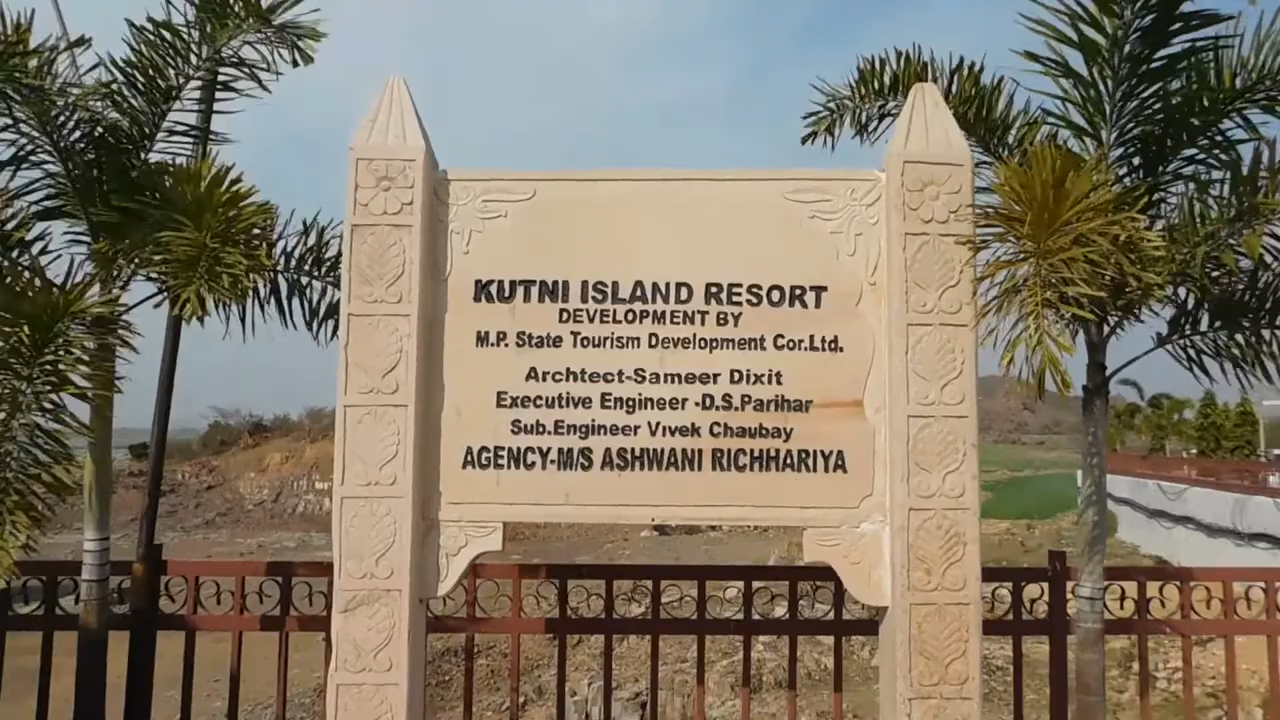 KUTNI ISLAND RESORT
DEVELOPMENT BY
M.P. State Tourism Development Cor.Ltd.
Archtect-Sameer Dixit
Executive Engineer -D.S.Parihar
Sub.Engineer Vivek Chaubay
AGENCY-M/S ASHWANI RICHHARIYA